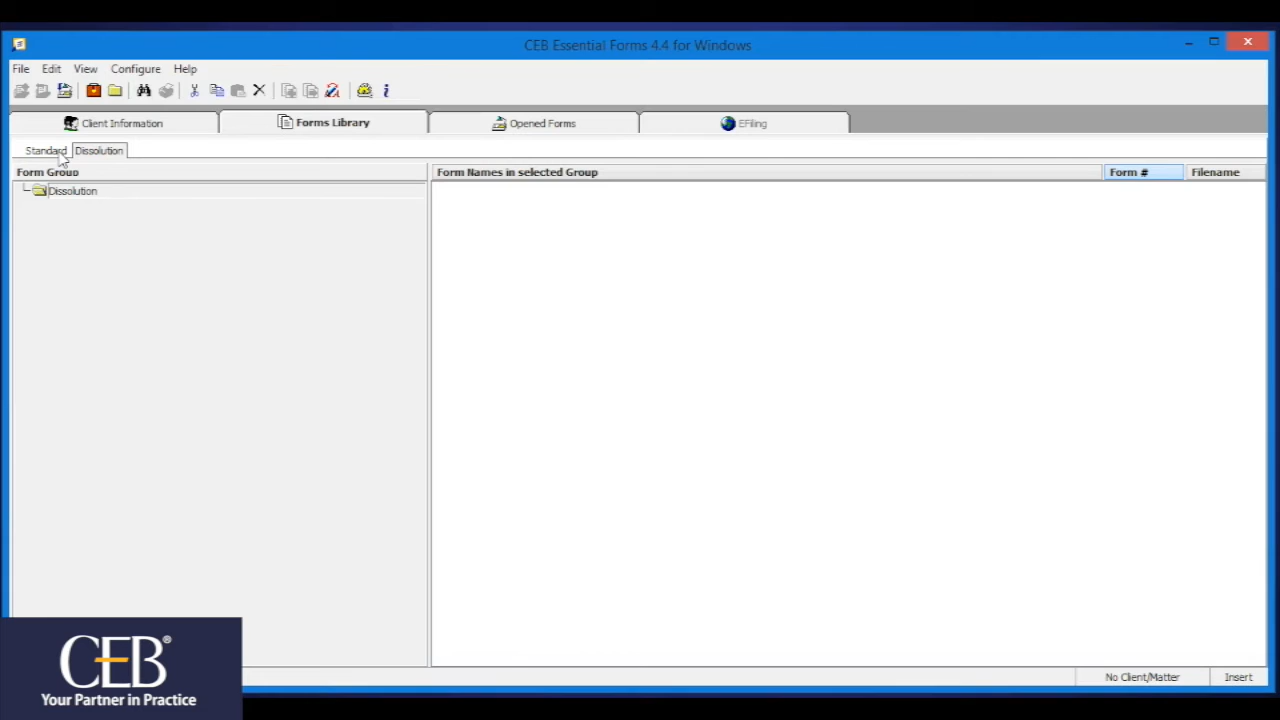 CEB Essential Forms 4.4 for Windows
File Edit View Configure Help
Client Information Forms Library Opened Forms EFiling
Standard Dissolution
Form Group Form Names in selected Group Form # Filename
Dissolution
CEB®
Your Partner in Practice
No Client/Matter Insert